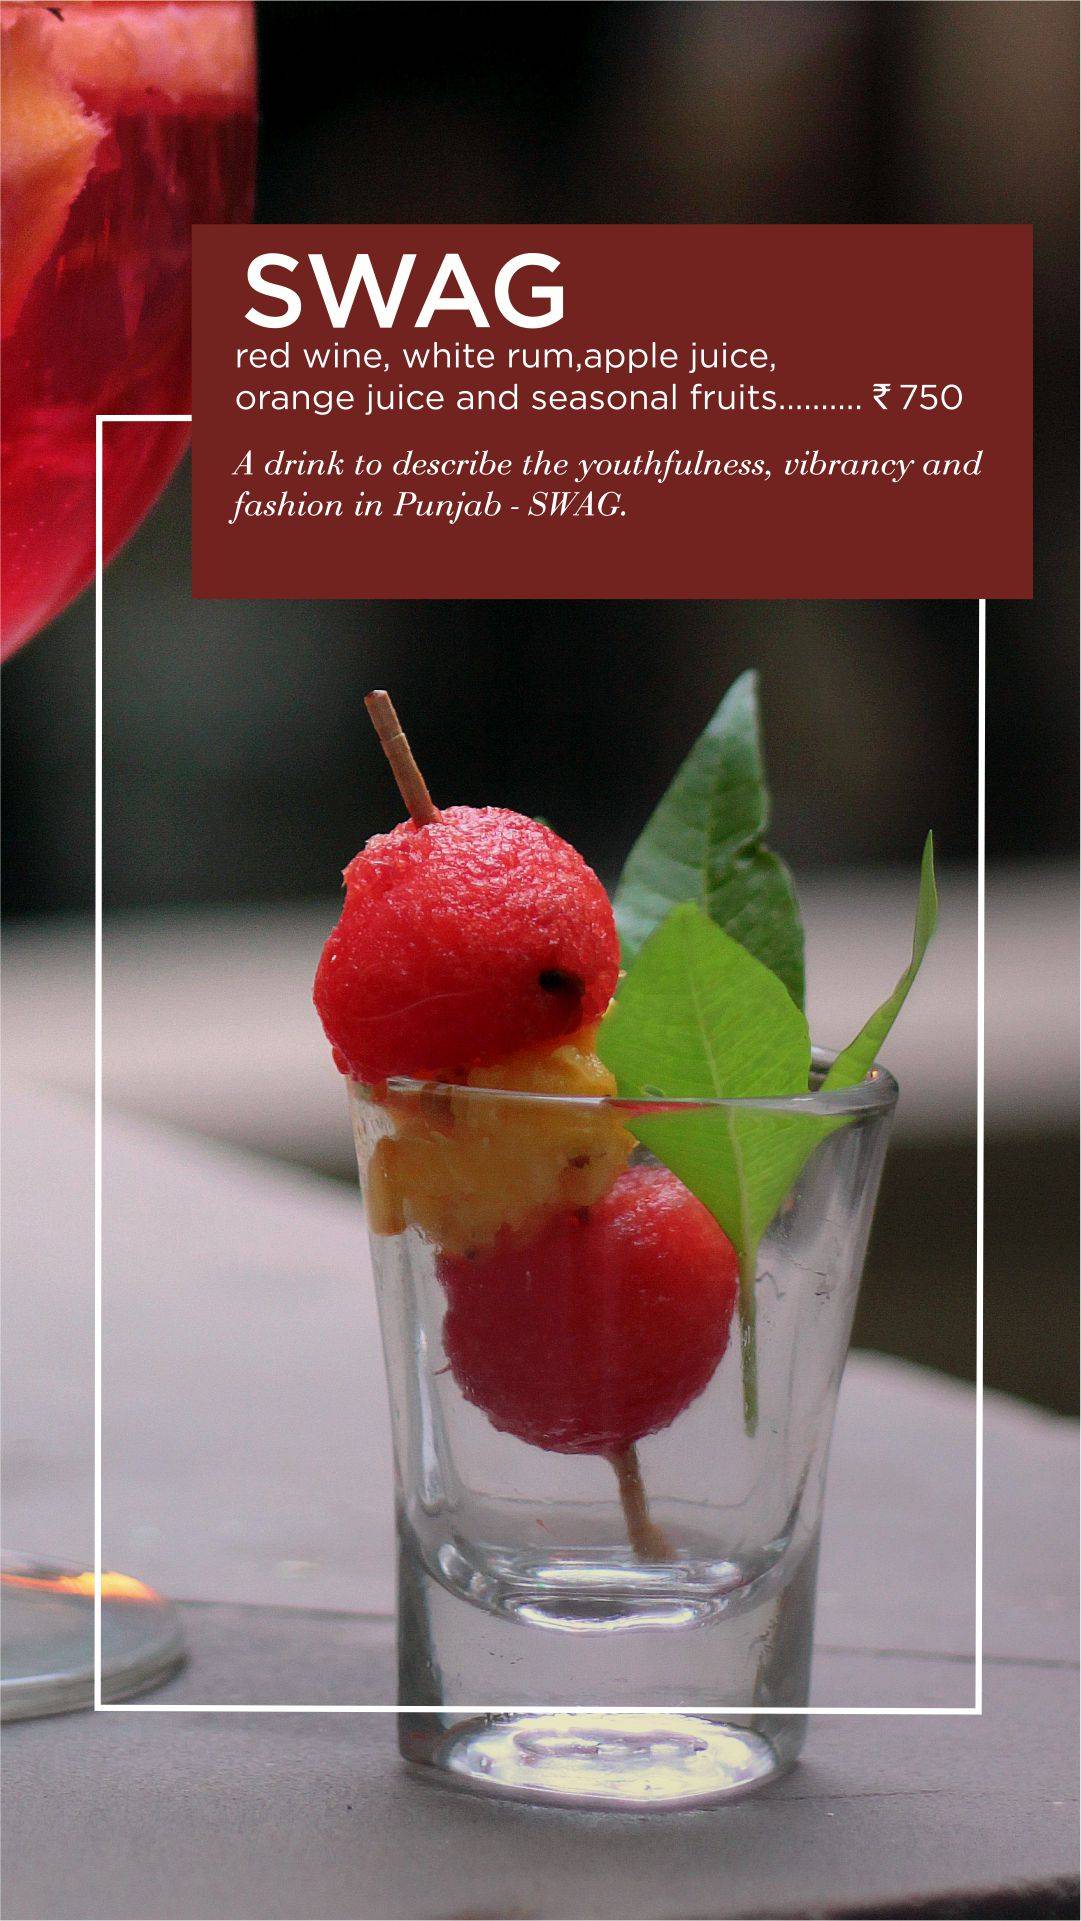 SWAG
red wine, white rum,apple juice,
orange juice and seasonal fruits.......... ₹ 750
A drink to describe the youthfulness, vibrancy and
fashion in Punjab - SWAG.